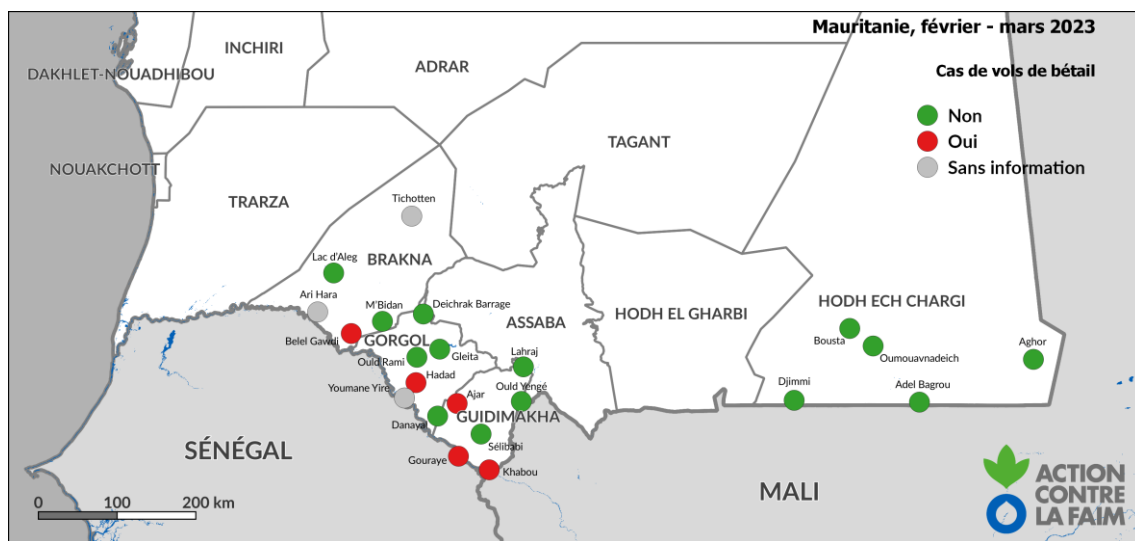 Mauritanie, février - mars 2023
Cas de vols de bétail
Non
Oui
Sans information
INCHIRI
DAKHLET-NOUADHIBOU
ADRAR
TAGANT
NOUAKCHOTT
TRARZA
Tichotten
Lac d'Aleg
BRAKNA
Ari Hara
M'Bidan
Deichrak Barrage
HODH ECH CHARGI
ASSABA
HODH EL GHARBI
Belel Gawdi
GORGOL
Bousta
Oumouavnadeich
Aghor
Ould Rami
Gleita
Lahraj
Hadad
Youmane Yire
Ajar
Ould Yengé
Djimmi
Adel Bagrou
Danayal
GUIDIMAKHA
Sélibabi
SÉNÉGAL
Gouraye
Khabou
MALI
0 100 200 km
ACTION
CONTRE
LA FAIM